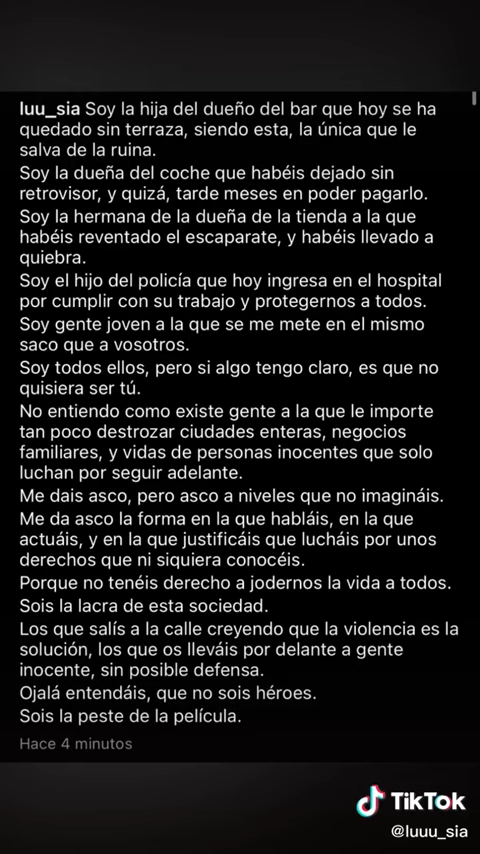 luu_sia Soy la hija del dueño del bar que hoy se ha
quedado sin terraza, siendo esta, la única que le
salva de la ruina.
Soy la dueña del coche que habéis dejado sin
retrovisor, y quizá, tarde meses en poder pagarlo.
Soy la hermana de la dueña de la tienda a la que
habéis reventado el escaparate, y habéis llevado a
quiebra.
Soy el hijo del policía que hoy ingresa en el hospital
por cumplir con su trabajo y protegernos a todos.
Soy gente joven a la que se me mete en el mismo
saco que a vosotros.
Soy todos ellos, pero si algo tengo claro, es que no
quisiera ser tú.
No entiendo como existe gente a la que le importe
tan poco destrozar ciudades enteras, negocios
familiares, y vidas de personas inocentes que solo
luchan por seguir adelante.
Me dais asco, pero asco a niveles que no imagináis.
Me da asco la forma en la que habláis, en la que
actuáis, y en la que justificáis que lucháis por unos
derechos que ni siquiera conocéis.
Porque no tenéis derecho a jodernos la vida a todos.
Sois la lacra de esta sociedad.
Los que salís a la calle creyendo que la violencia es la
solución, los que os lleváis por delante a gente
inocente, sin posible defensa.
Ojalá entendáis, que no sois héroes.
Sois la peste de la película.
Hace 4 minutos
TikTok
@luuu_sia